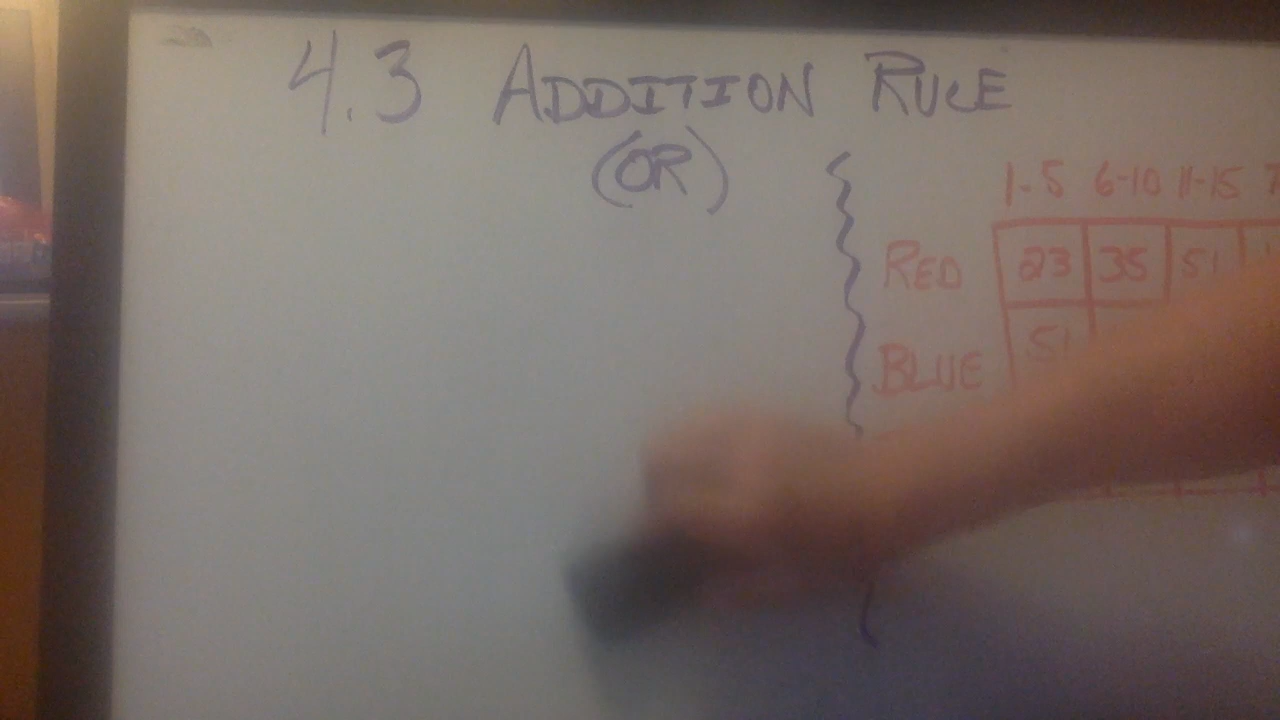 4.3 ADDITION RULE
(OR)
1-5 6-10 11-15
RED 23 35 51
BLUE 51